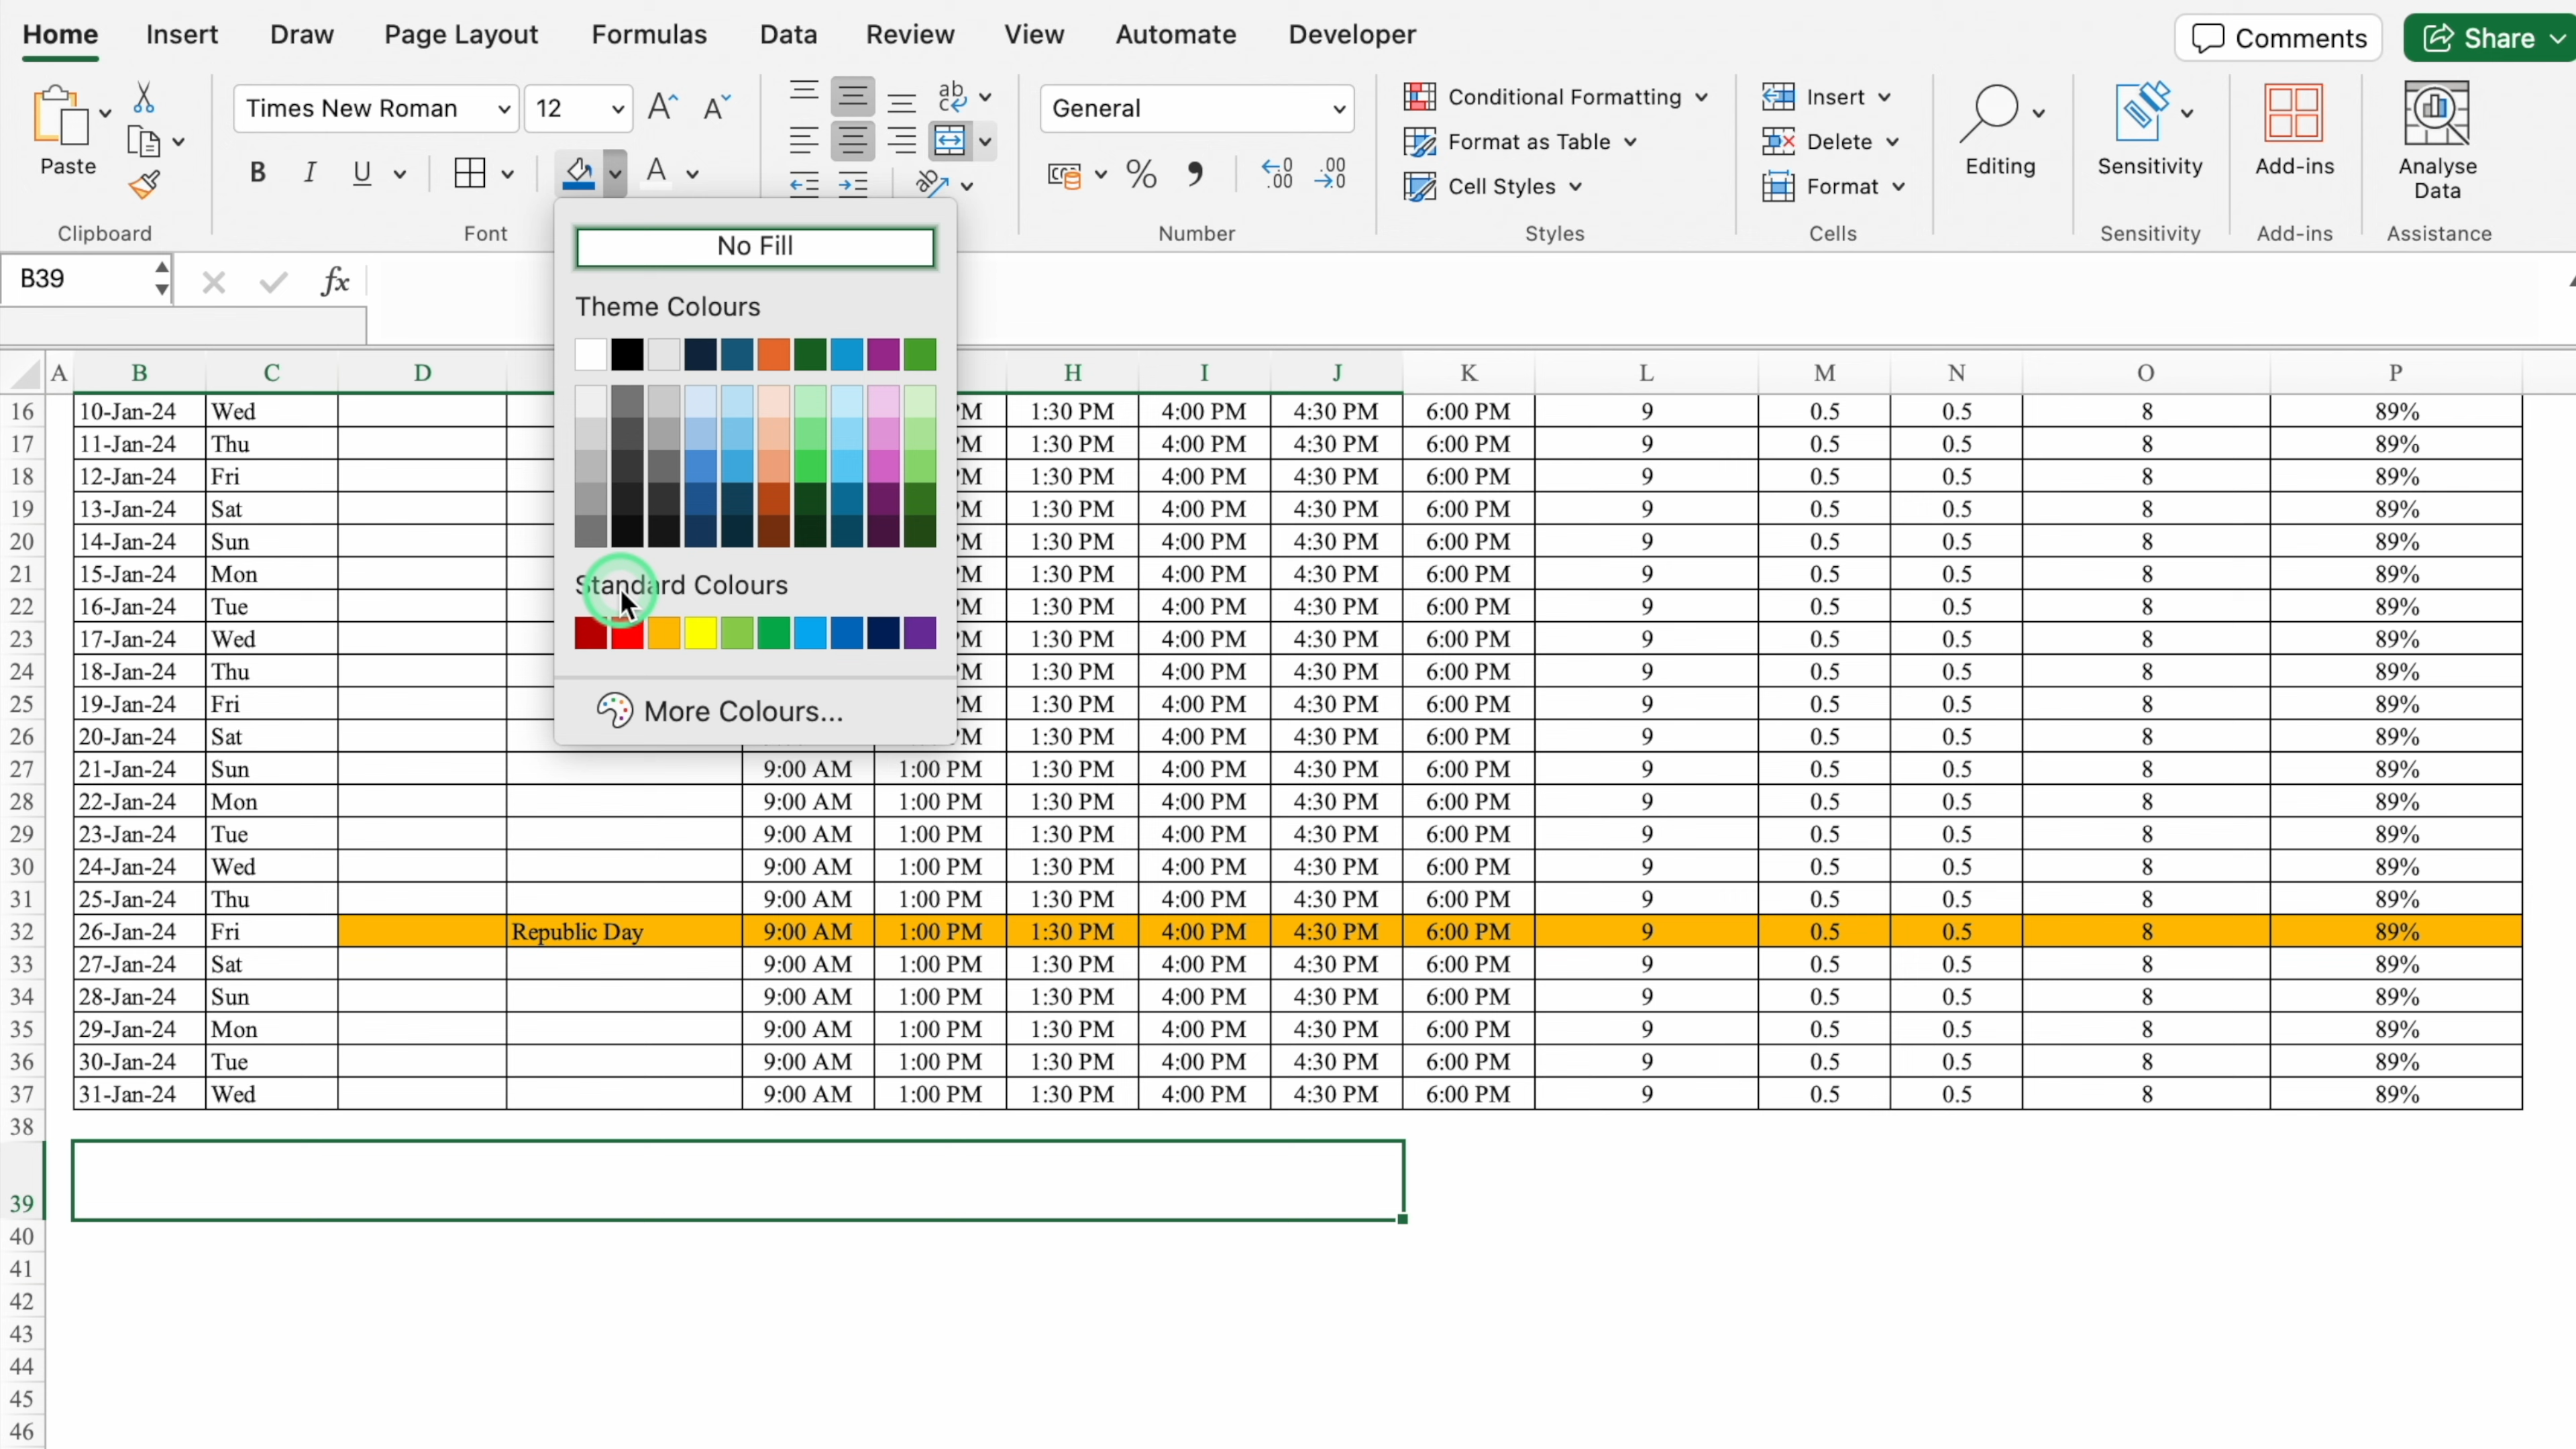 Home Insert Draw Page Layout Formulas Data Review View Automate Developer Comments Share
Paste
Times New Roman 12 A A
B I U A
ab
c
General
% , .00 .00
Conditional Formatting
Format as Table
Cell Styles
Insert
Delete
Format
Editing
Sensitivity
Add-ins
Analyse
Data
Clipboard Font Number Styles Cells Sensitivity Add-ins Assistance
No Fill
Theme Colours
Standard Colours
More Colours...
B39 fx
A B C D H I J K L M N O P
16 10-Jan-24 Wed M 1:30 PM 4:00 PM 4:30 PM 6:00 PM 9 0.5 0.5 8 89%
17 11-Jan-24 Thu M 1:30 PM 4:00 PM 4:30 PM 6:00 PM 9 0.5 0.5 8 89%
18 12-Jan-24 Fri M 1:30 PM 4:00 PM 4:30 PM 6:00 PM 9 0.5 0.5 8 89%
19 13-Jan-24 Sat M 1:30 PM 4:00 PM 4:30 PM 6:00 PM 9 0.5 0.5 8 89%
20 14-Jan-24 Sun M 1:30 PM 4:00 PM 4:30 PM 6:00 PM 9 0.5 0.5 8 89%
21 15-Jan-24 Mon M 1:30 PM 4:00 PM 4:30 PM 6:00 PM 9 0.5 0.5 8 89%
22 16-Jan-24 Tue M 1:30 PM 4:00 PM 4:30 PM 6:00 PM 9 0.5 0.5 8 89%
23 17-Jan-24 Wed M 1:30 PM 4:00 PM 4:30 PM 6:00 PM 9 0.5 0.5 8 89%
24 18-Jan-24 Thu M 1:30 PM 4:00 PM 4:30 PM 6:00 PM 9 0.5 0.5 8 89%
25 19-Jan-24 Fri M 1:30 PM 4:00 PM 4:30 PM 6:00 PM 9 0.5 0.5 8 89%
26 20-Jan-24 Sat M 1:30 PM 4:00 PM 4:30 PM 6:00 PM 9 0.5 0.5 8 89%
27 21-Jan-24 Sun 9:00 AM 1:00 PM 1:30 PM 4:00 PM 4:30 PM 6:00 PM 9 0.5 0.5 8 89%
28 22-Jan-24 Mon 9:00 AM 1:00 PM 1:30 PM 4:00 PM 4:30 PM 6:00 PM 9 0.5 0.5 8 89%
29 23-Jan-24 Tue 9:00 AM 1:00 PM 1:30 PM 4:00 PM 4:30 PM 6:00 PM 9 0.5 0.5 8 89%
30 24-Jan-24 Wed 9:00 AM 1:00 PM 1:30 PM 4:00 PM 4:30 PM 6:00 PM 9 0.5 0.5 8 89%
31 25-Jan-24 Thu 9:00 AM 1:00 PM 1:30 PM 4:00 PM 4:30 PM 6:00 PM 9 0.5 0.5 8 89%
32 26-Jan-24 Fri Republic Day 9:00 AM 1:00 PM 1:30 PM 4:00 PM 4:30 PM 6:00 PM 9 0.5 0.5 8 89%
33 27-Jan-24 Sat 9:00 AM 1:00 PM 1:30 PM 4:00 PM 4:30 PM 6:00 PM 9 0.5 0.5 8 89%
34 28-Jan-24 Sun 9:00 AM 1:00 PM 1:30 PM 4:00 PM 4:30 PM 6:00 PM 9 0.5 0.5 8 89%
35 29-Jan-24 Mon 9:00 AM 1:00 PM 1:30 PM 4:00 PM 4:30 PM 6:00 PM 9 0.5 0.5 8 89%
36 30-Jan-24 Tue 9:00 AM 1:00 PM 1:30 PM 4:00 PM 4:30 PM 6:00 PM 9 0.5 0.5 8 89%
37 31-Jan-24 Wed 9:00 AM 1:00 PM 1:30 PM 4:00 PM 4:30 PM 6:00 PM 9 0.5 0.5 8 89%
38
39
40
41
42
43
44
45
46